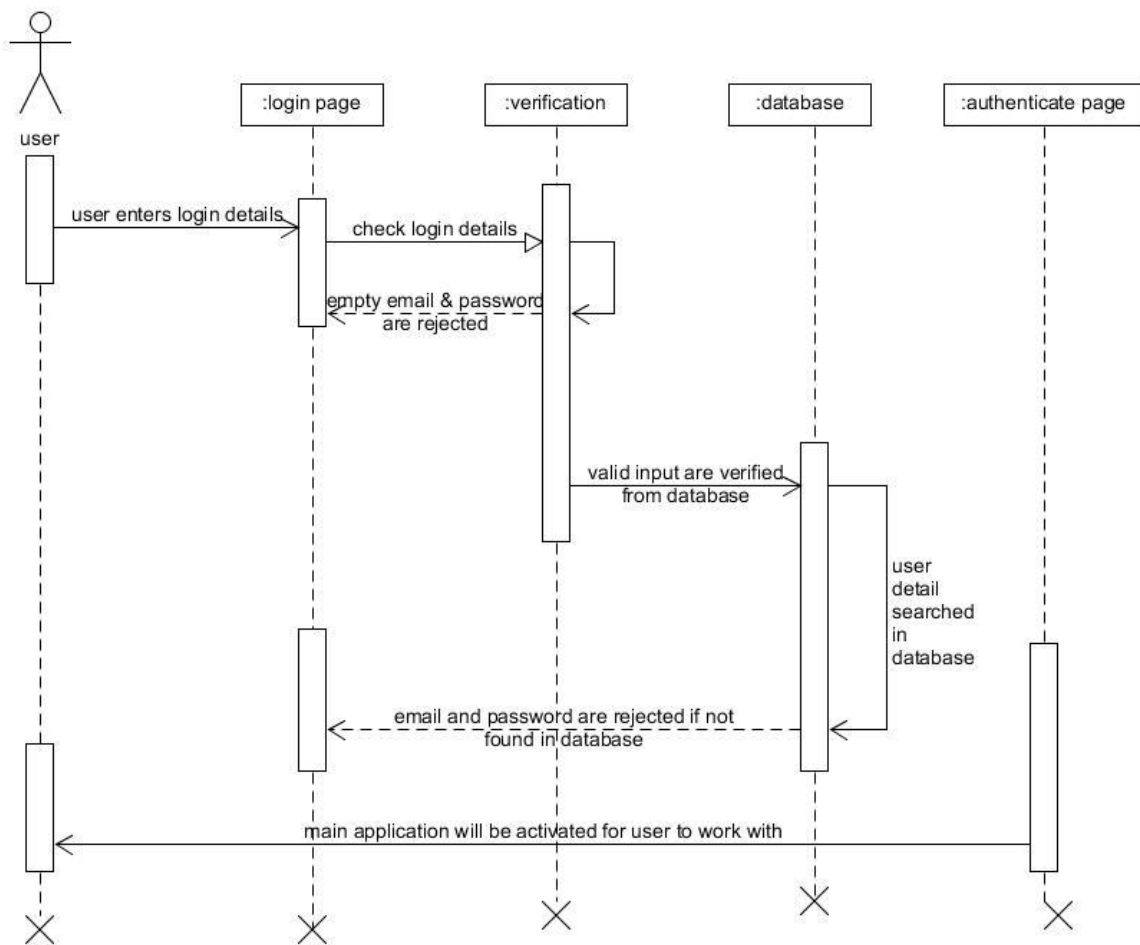 :login page
:verification
:database
:authenticate page
user
user enters login details
check login details
empty email & password
are rejected
valid input are verified
from database
user
detail
searched
in
database
email and password are rejected if not
found in database
main application will be activated for user to work with